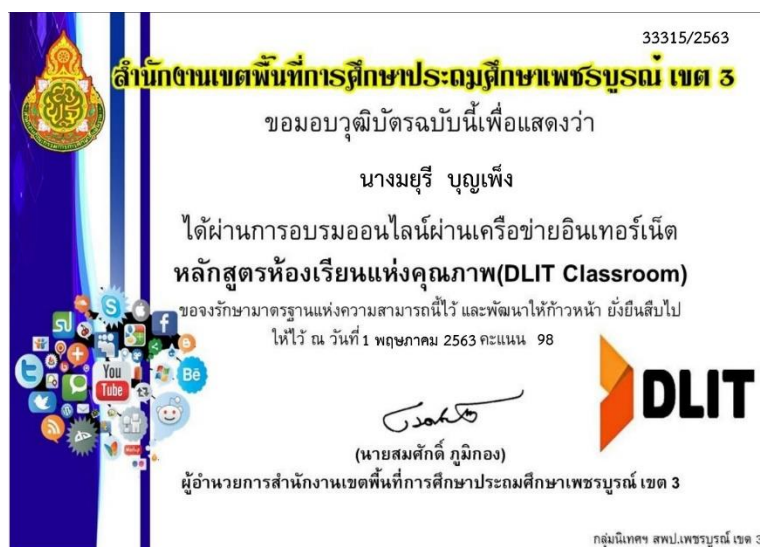 33315/2563
สำนักงานเขตพื้นที่การศึกษาประถมศึกษาเพชรบูรณ์ เขต 3
ขอมอบวุฒิบัตรฉบับนี้เพื่อแสดงว่า
นางมยุรี บุญเพ็ง
ได้ผ่านการอบรมออนไลน์ผ่านเครือข่ายอินเทอร์เน็ต
หลักสูตรห้องเรียนแห่งคุณภาพ(DLIT Classroom)
ขอจงรักษามาตรฐานแห่งความสามารถนี้ไว้ และพัฒนาให้ก้าวหน้า ยั่งยืนสืบไป
ให้ไว้ ณ วันที่ 1 พฤษภาคม 2563 คะแนน 98
You
Tube
Bē
DLIT
(นายสมศักดิ์ ภูมิกอง)
ผู้อำนวยการสำนักงานเขตพื้นที่การศึกษาประถมศึกษาเพชรบูรณ์ เขต 3
กลุ่มนิเทศฯ สพป.เพชรบูรณ์ เขต 3